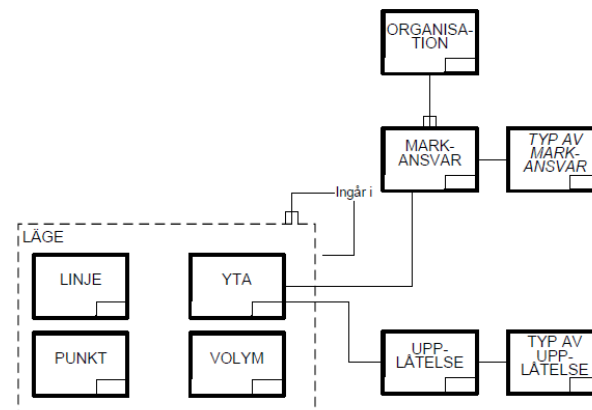 ORGANISA-
TION
MARK-
ANSVAR
TYP AV
MARK-
ANSVAR
Ingår i
LÄGE
LINJE
YTA
PUNKT
VOLYM
UPP-
LÅTELSE
TYP AV
UPP-
LÅTELSE